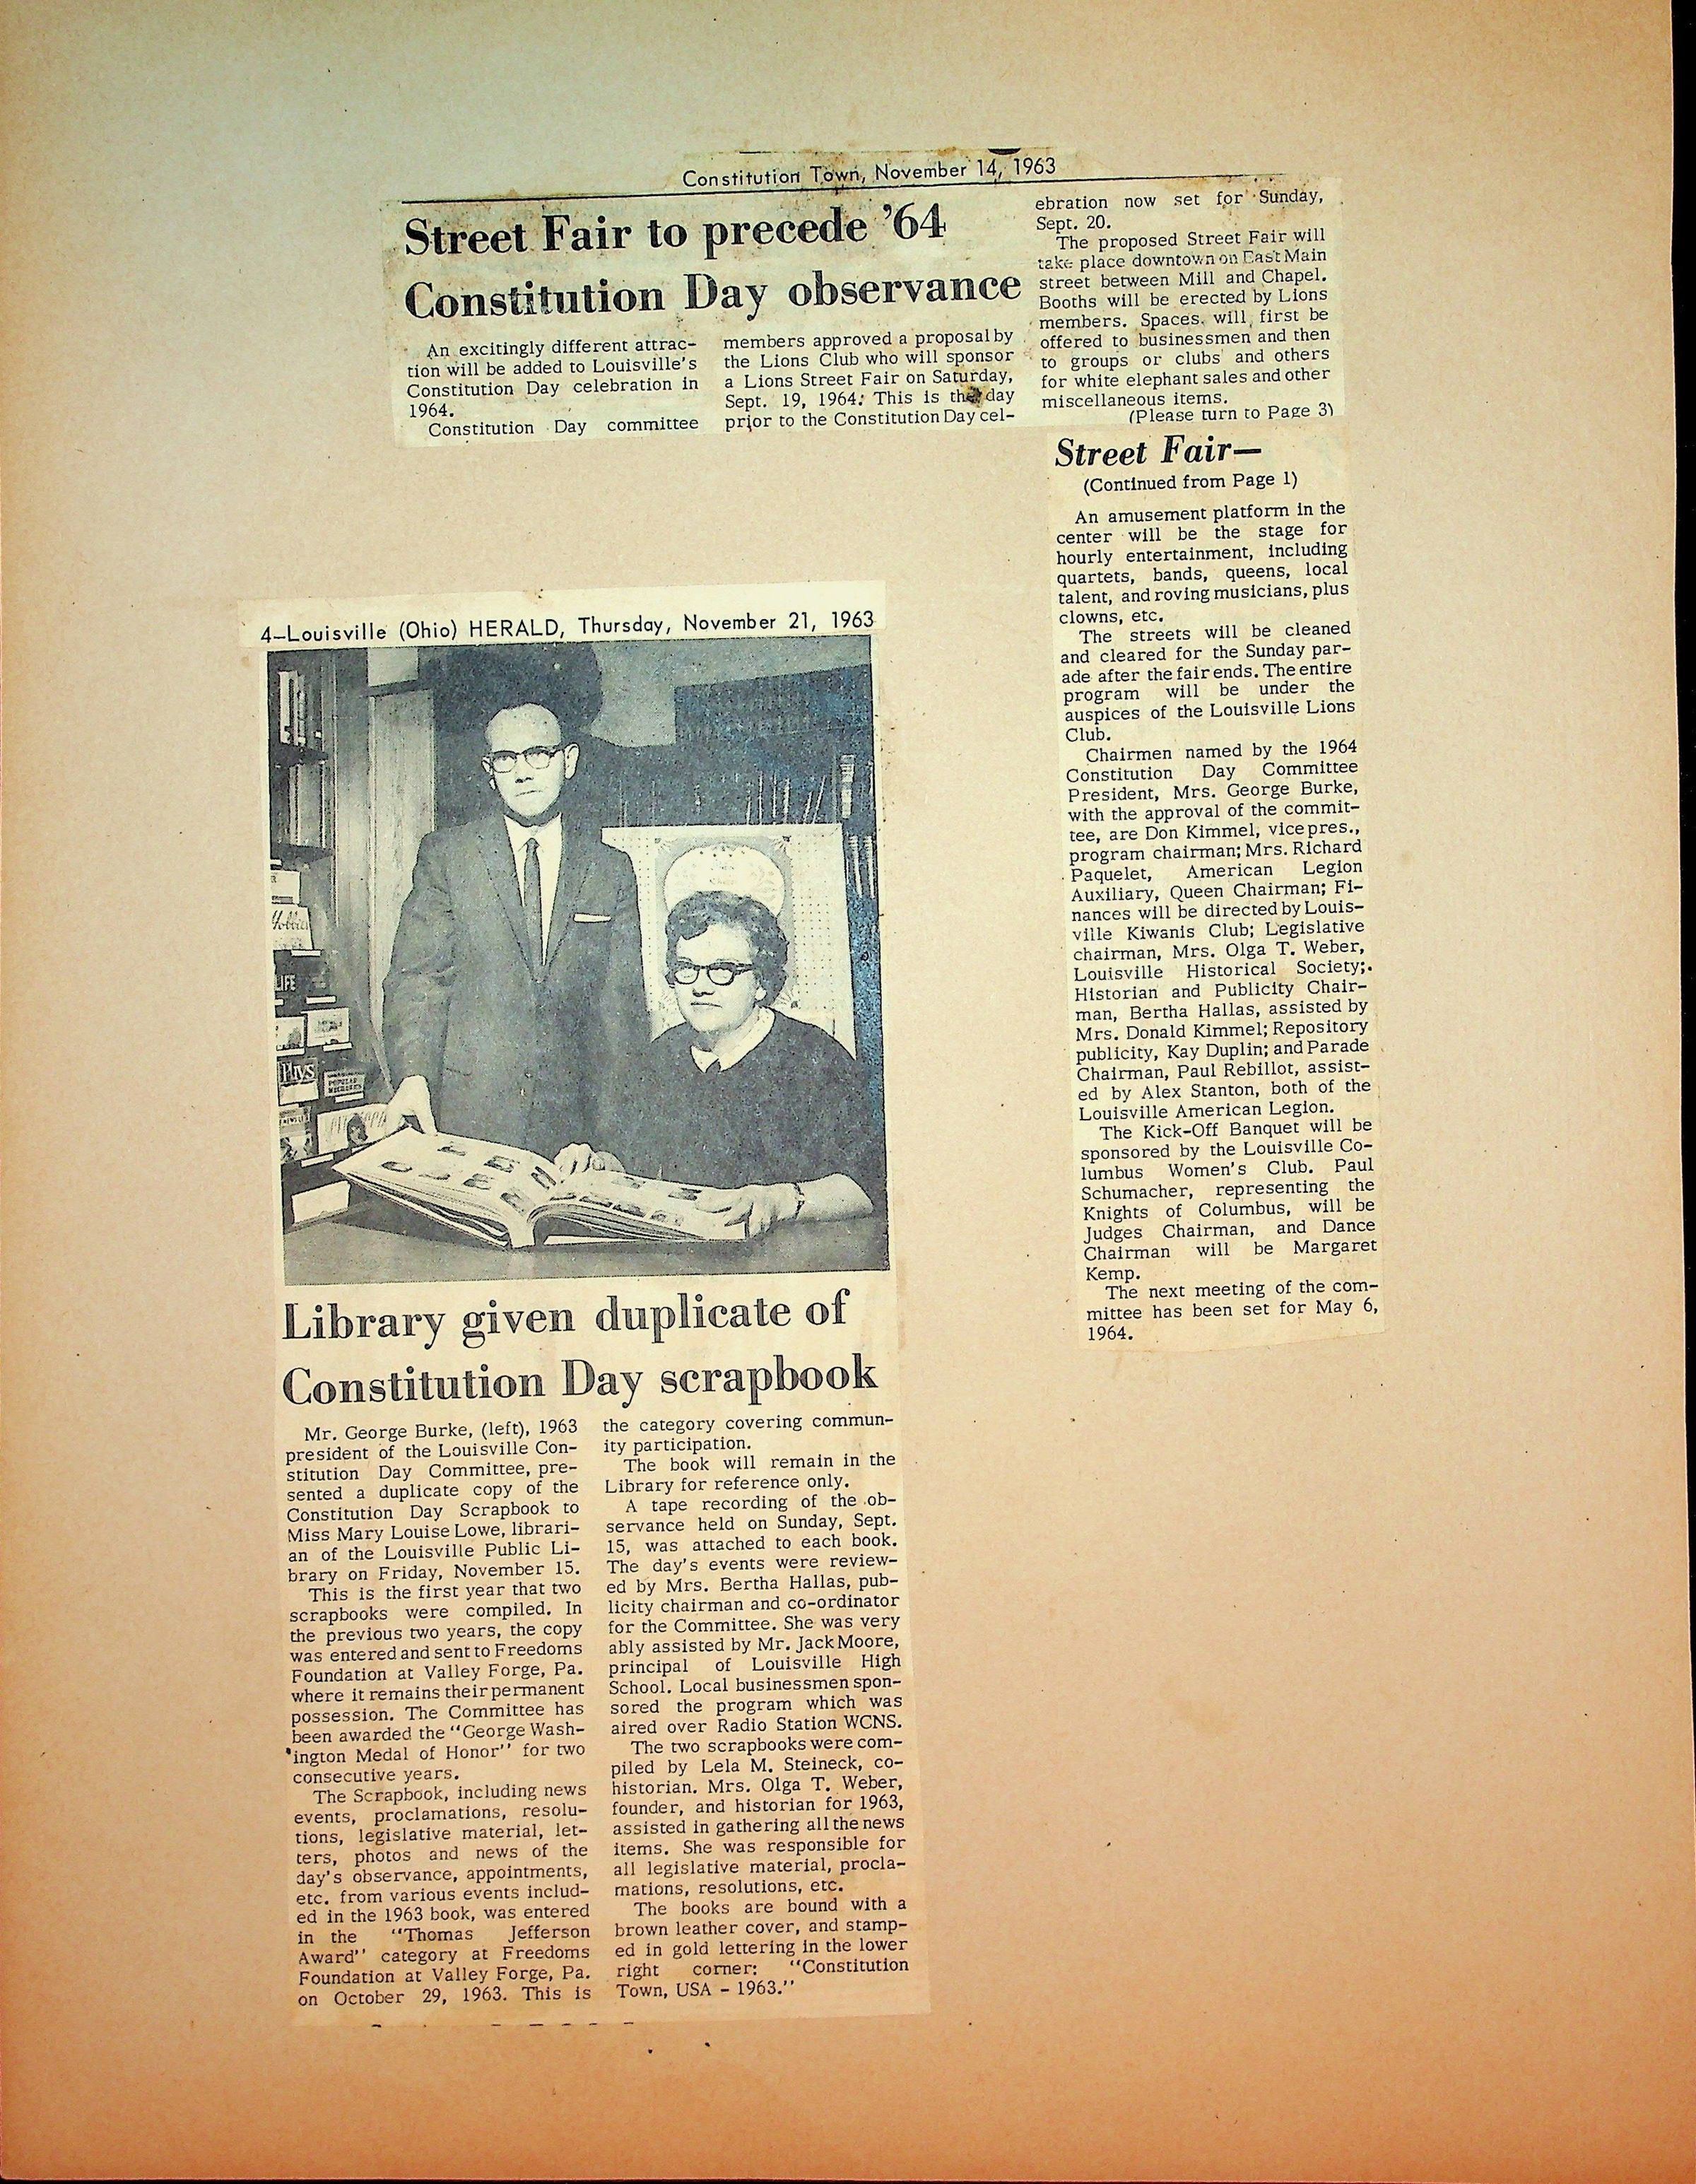 Constitution Town, November 14, 1963
Street Fair to precede '64
Constitution Day observance
An excitingly different attrac-
tion will be added to Louisville's
Constitution Day celebration in
1964.
Constitution Day committee
members approved a proposal by
the Lions Club who will sponsor
a Lions Street Fair on Saturday,
Sept. 19, 1964. This is the day
prior to the Constitution Day cel-
ebration now set for Sunday,
Sept. 20.
The proposed Street Fair will
take place downtown on East Main
street between Mill and Chapel.
Booths will be erected by Lions
members. Spaces will first be
offered to businessmen and then
to groups or clubs and others
for white elephant sales and other
miscellaneous items.
(Please turn to Page 3)
Street Fair—
(Continued from Page 1)
An amusement platform in the
center will be the stage for
hourly entertainment, including
quartets, bands, queens, local
talent, and roving musicians, plus
clowns, etc.
The streets will be cleaned
and cleared for the Sunday par-
ade after the fair ends. The entire
program will be under the
auspices of the Louisville Lions
Club.
Chairmen named by the 1964
Constitution Day Committee
President, Mrs. George Burke,
with the approval of the commit-
tee, are Don Kimmel, vice pres.,
program chairman; Mrs. Richard
Paquelet, American Legion
Auxiliary, Queen Chairman; Fi-
nances will be directed by Louis-
ville Kiwanis Club; Legislative
chairman, Mrs. Olga T. Weber,
Louisville Historical Society;
Historian and Publicity Chair-
man, Bertha Hallas, assisted by
Mrs. Donald Kimmel; Repository
publicity, Kay Duplin; and Parade
Chairman, Paul Rebillot, assist-
ed by Alex Stanton, both of the
Louisville American Legion.
The Kick-Off Banquet will be
sponsored by the Louisville Co-
lumbus Women's Club. Paul
Schumacher, representing the
Knights of Columbus, will be
Judges Chairman, and Dance
Chairman will be Margaret
Kemp.
The next meeting of the com-
mittee has been set for May 6,
1964.
4—Louisville (Ohio) HERALD, Thursday, November 21, 1963
Hobbies
LIFE
Plays
POPULAR
MECHANICS
Library given duplicate of
Constitution Day scrapbook
Mr. George Burke, (left), 1963
president of the Louisville Con-
stitution Day Committee, pre-
sented a duplicate copy of the
Constitution Day Scrapbook to
Miss Mary Louise Lowe, librari-
an of the Louisville Public Li-
brary on Friday, November 15.
This is the first year that two
scrapbooks were compiled. In
the previous two years, the copy
was entered and sent to Freedoms
Foundation at Valley Forge, Pa.
where it remains their permanent
possession. The Committee has
been awarded the "George Wash-
ington Medal of Honor" for two
consecutive years.
The Scrapbook, including news
events, proclamations, resolu-
tions, legislative material, let-
ters, photos and news of the
day's observance, appointments,
etc. from various events includ-
ed in the 1963 book, was entered
in the "Thomas Jefferson
Award" category at Freedoms
Foundation at Valley Forge, Pa.
on October 29, 1963. This is
the category covering commun-
ity participation.
The book will remain in the
Library for reference only.
A tape recording of the ob-
servance held on Sunday, Sept.
15, was attached to each book.
The day's events were review-
ed by Mrs. Bertha Hallas, pub-
licity chairman and co-ordinator
for the Committee. She was very
ably assisted by Mr. Jack Moore,
principal of Louisville High
School. Local businessmen spon-
sored the program which was
aired over Radio Station WCNS.
The two scrapbooks were com-
piled by Lela M. Steineck, co-
historian. Mrs. Olga T. Weber,
founder, and historian for 1963,
assisted in gathering all the news
items. She was responsible for
all legislative material, procla-
mations, resolutions, etc.
The books are bound with a
brown leather cover, and stamp-
ed in gold lettering in the lower
right corner: "Constitution
Town, USA - 1963."